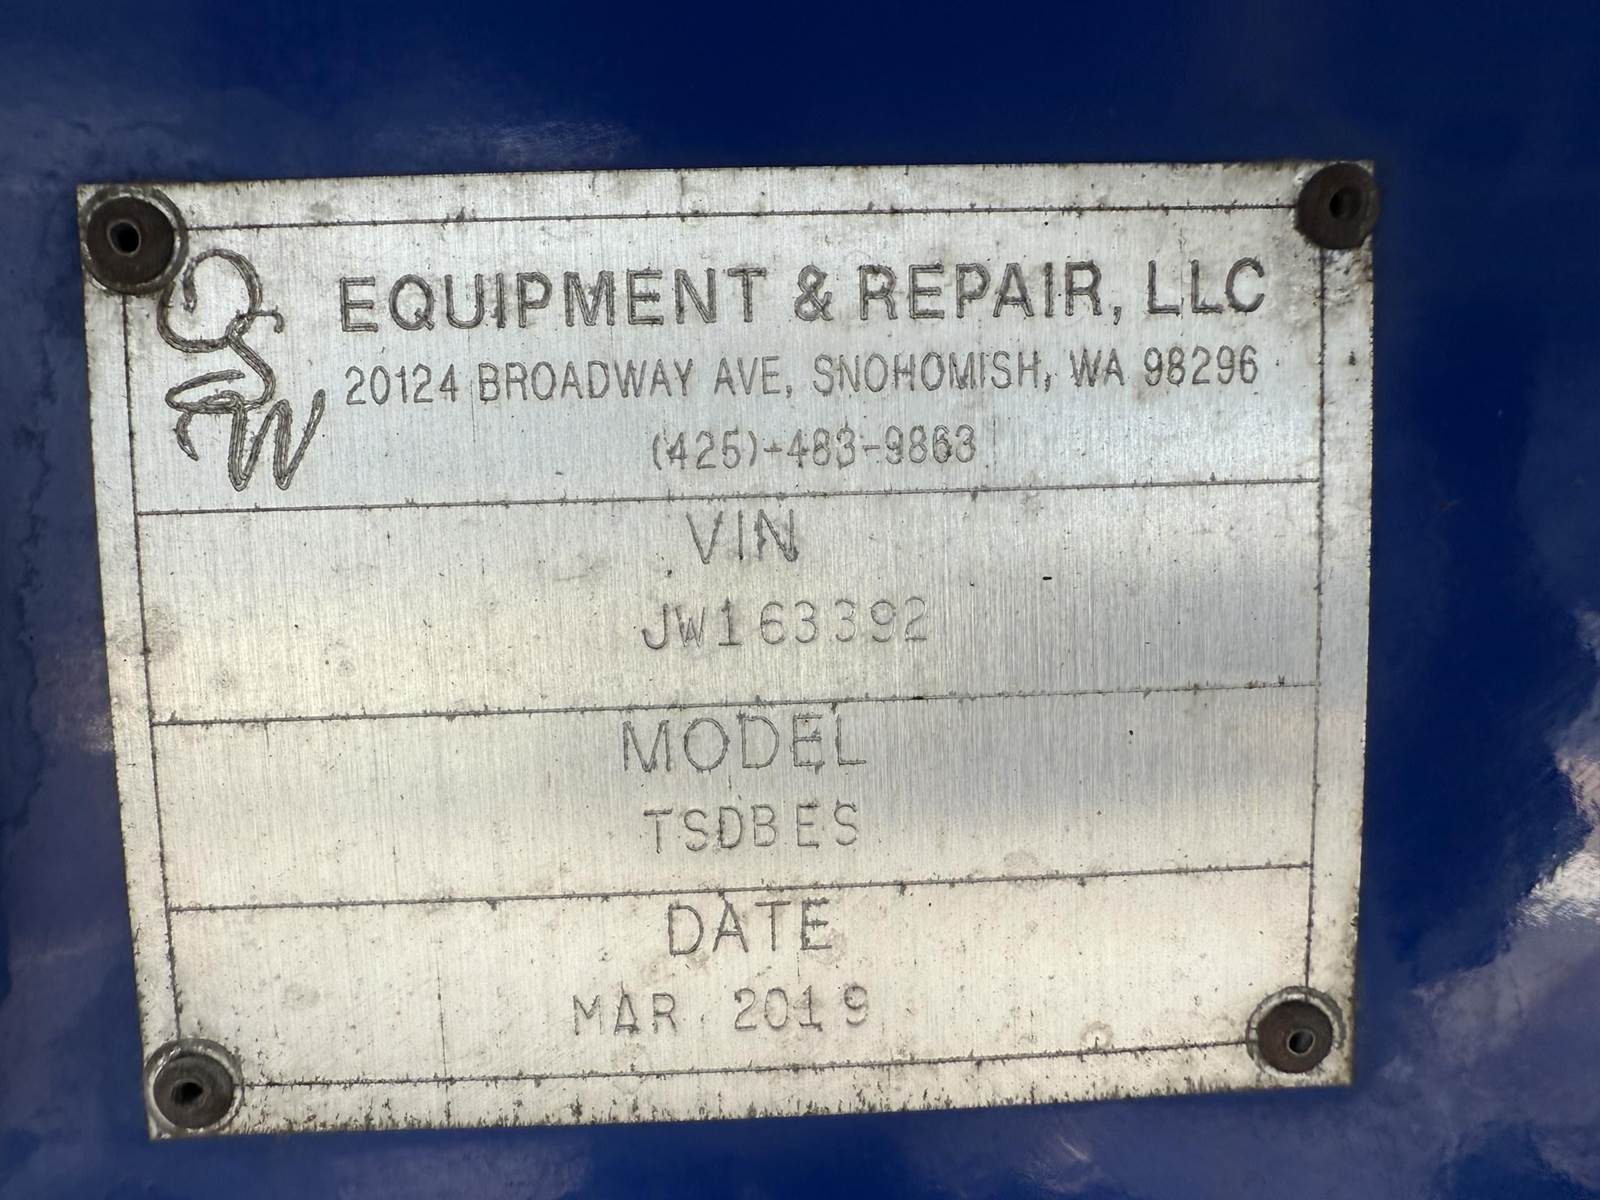 EQUIPMENT & REPAIR, LLC
20124 BROADWAY AVE, SNOHOMISH, WA 98296
(425)-483-9863
VIN
JW163392
MODEL
TSDBES
DATE
MAR 2019